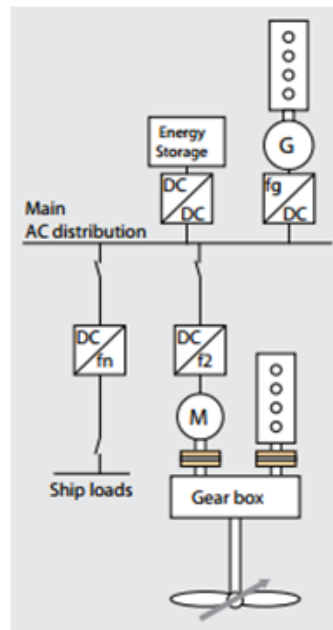 Energy
Storage
G
DC
DC
fg
DC
Main
AC distribution
DC
fn
DC
f2
M
Ship loads
Gear box